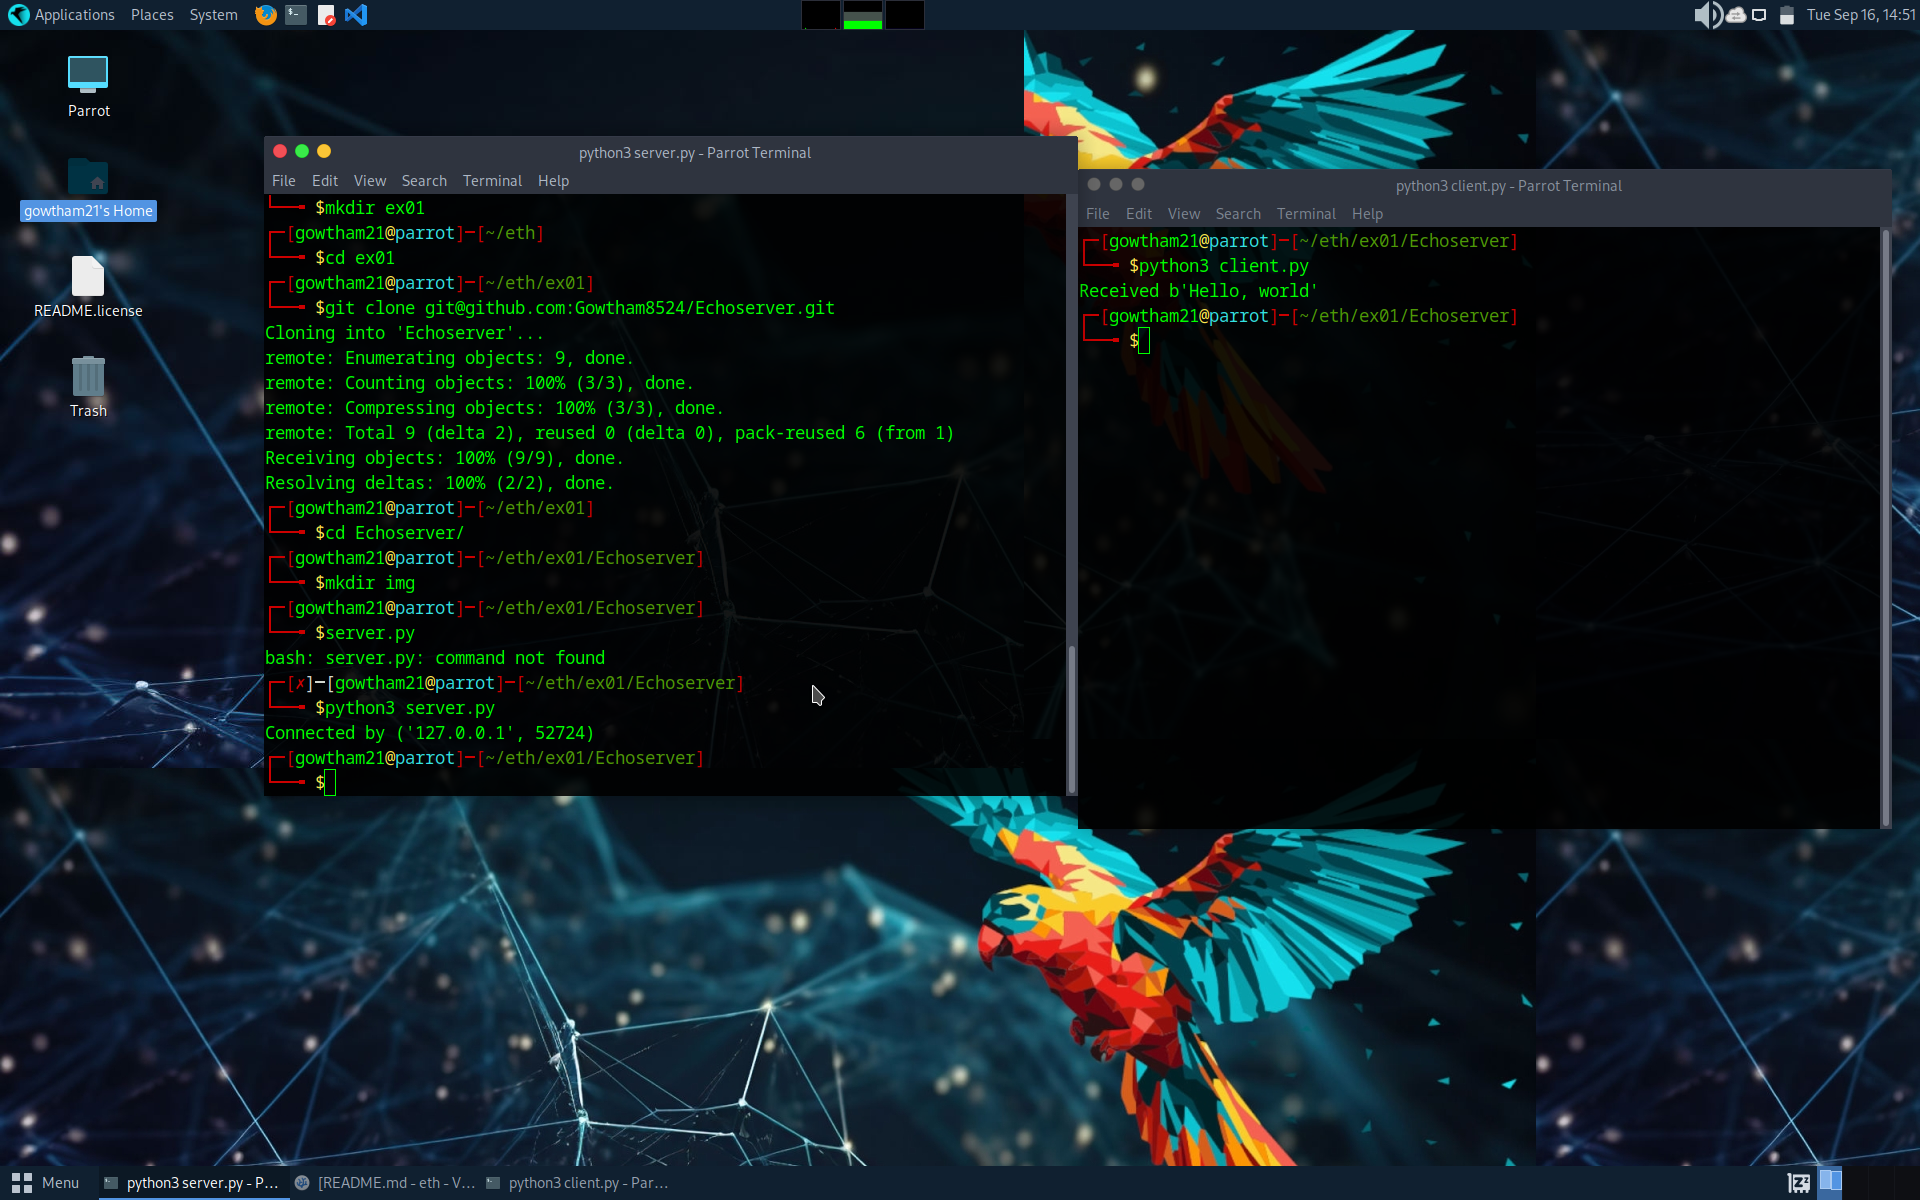 Applications Places System Tue Sep 16, 14:51
Parrot
gowtham21's Home
README.license
Trash
python3 server.py - Parrot Terminal
File Edit View Search Terminal Help
$mkdir ex01
[gowtham21@parrot]─[~/eth]
$cd ex01
[gowtham21@parrot]─[~/eth/ex01]
$git clone git@github.com:Gowtham8524/Echoserver.git
Cloning into 'Echoserver'...
remote: Enumerating objects: 9, done.
remote: Counting objects: 100% (3/3), done.
remote: Compressing objects: 100% (3/3), done.
remote: Total 9 (delta 2), reused 0 (delta 0), pack-reused 6 (from 1)
Receiving objects: 100% (9/9), done.
Resolving deltas: 100% (2/2), done.
[gowtham21@parrot]─[~/eth/ex01]
$cd Echoserver/
[gowtham21@parrot]─[~/eth/ex01/Echoserver]
$mkdir img
[gowtham21@parrot]─[~/eth/ex01/Echoserver]
$server.py
bash: server.py: command not found
[✗]─[gowtham21@parrot]─[~/eth/ex01/Echoserver]
$python3 server.py
Connected by ('127.0.0.1', 52724)
[gowtham21@parrot]─[~/eth/ex01/Echoserver]
$
python3 client.py - Parrot Terminal
File Edit View Search Terminal Help
[gowtham21@parrot]─[~/eth/ex01/Echoserver]
$python3 client.py
Received b'Hello, world'
[gowtham21@parrot]─[~/eth/ex01/Echoserver]
$
Menu python3 server.py - P... [README.md - eth - V... python3 client.py - Par...